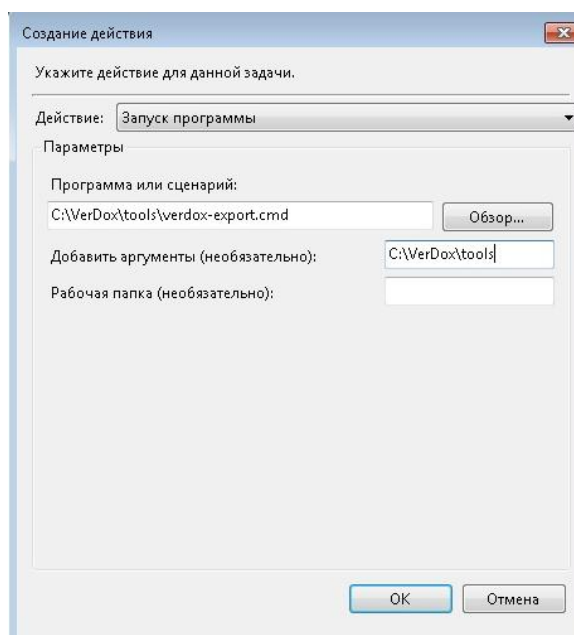 Создание действия
Укажите действие для данной задачи.
Действие: Запуск программы
Параметры
Программа или сценарий:
C:\VerDox\tools\verdox-export.cmd Обзор...
Добавить аргументы (необязательно): C:\VerDox\tools
Рабочая папка (необязательно):
ОК Отмена